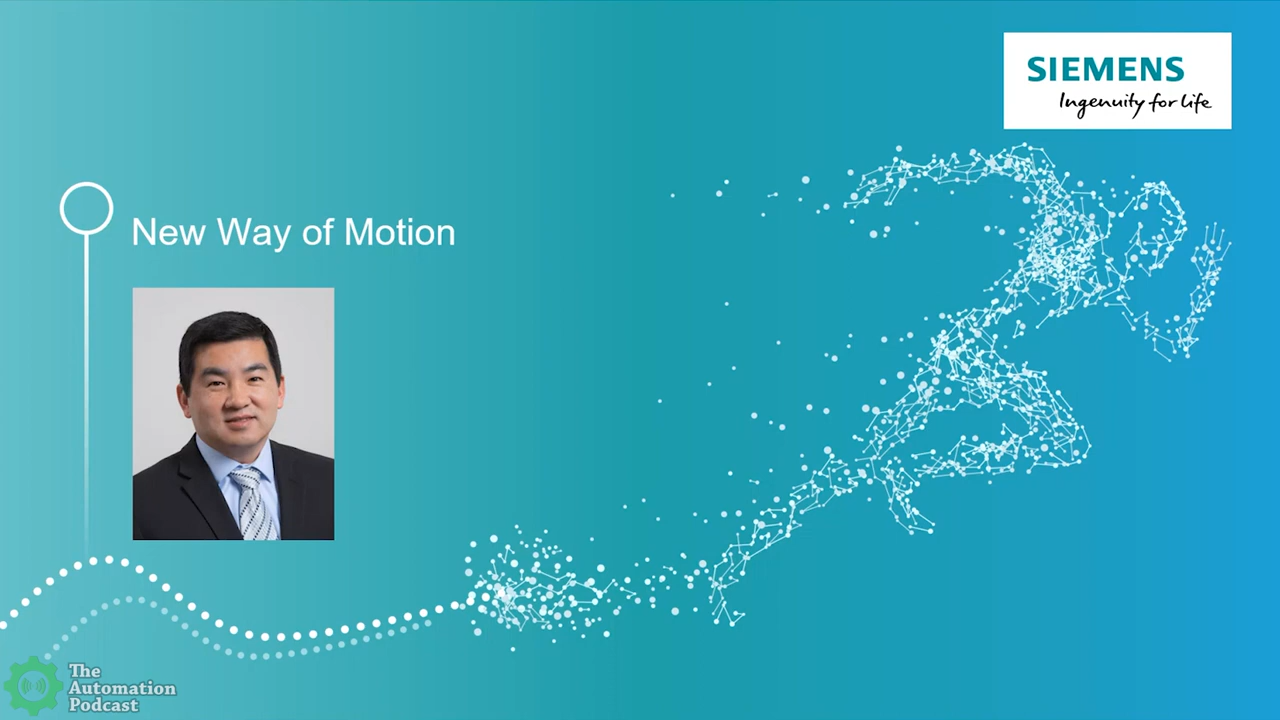 SIEMENS
Ingenuity for life
New Way of Motion
The
Automation
Podcast